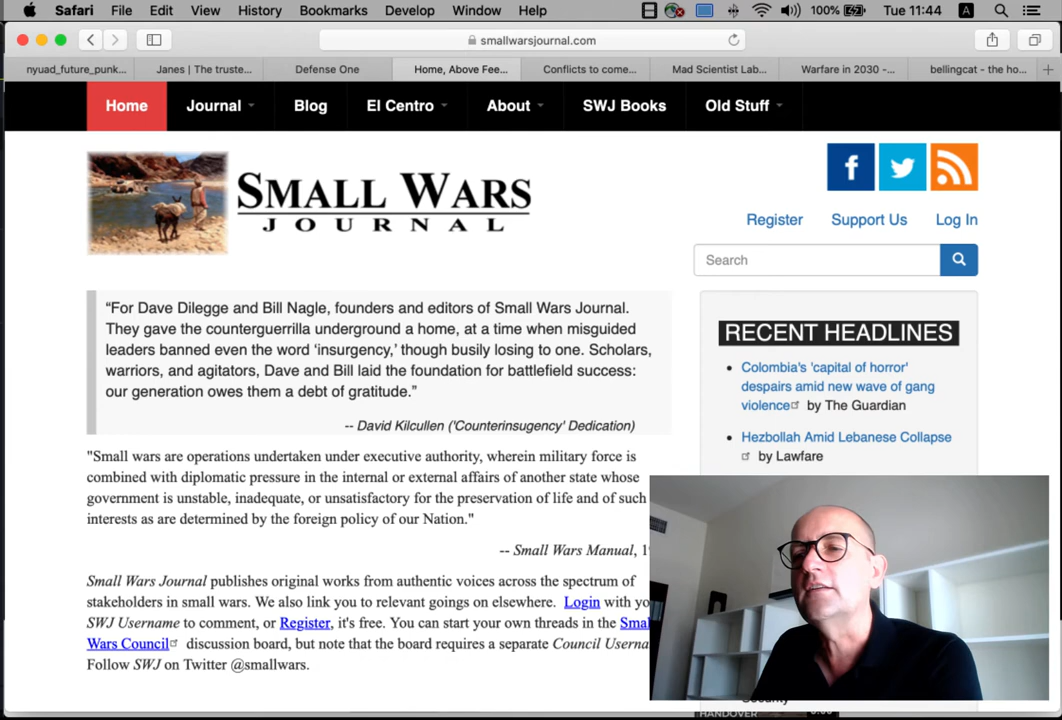 Safari File Edit View History Bookmarks Develop Window Help 100% Tue 11:44 A
smallwarsjournal.com
nyuad_future_punk... Janes | The truste... Defense One Home, Above Fee... Conflicts to come... Mad Scientist Lab... Warfare in 2030 -... bellingcat - the ho...
Home Journal Blog El Centro About SWJ Books Old Stuff
SMALL WARS
JOURNAL
Register Support Us Log In
Search
“For Dave Dilegge and Bill Nagle, founders and editors of Small Wars Journal.
They gave the counterguerrilla underground a home, at a time when misguided
leaders banned even the word ‘insurgency,’ though busily losing to one. Scholars,
warriors, and agitators, Dave and Bill laid the foundation for battlefield success:
our generation owes them a debt of gratitude.”
-- David Kilcullen ('Counterinsugency' Dedication)
"Small wars are operations undertaken under executive authority, wherein military force is
combined with diplomatic pressure in the internal or external affairs of another state whose
government is unstable, inadequate, or unsatisfactory for the preservation of life and of such
interests as are determined by the foreign policy of our Nation."
-- Small Wars Manual,
Small Wars Journal publishes original works from authentic voices across the spectrum of
stakeholders in small wars. We also link you to relevant goings on elsewhere. Login with
SWJ Username to comment, or Register, it's free. You can start your own threads in the
Wars Council discussion board, but note that the board requires a separate Council
Follow SWJ on Twitter @smallwars.
RECENT HEADLINES
Colombia's 'capital of horror'
despairs amid new wave of gang
violence by The Guardian
Hezbollah Amid Lebanese Collapse
by Lawfare
HANDOVER